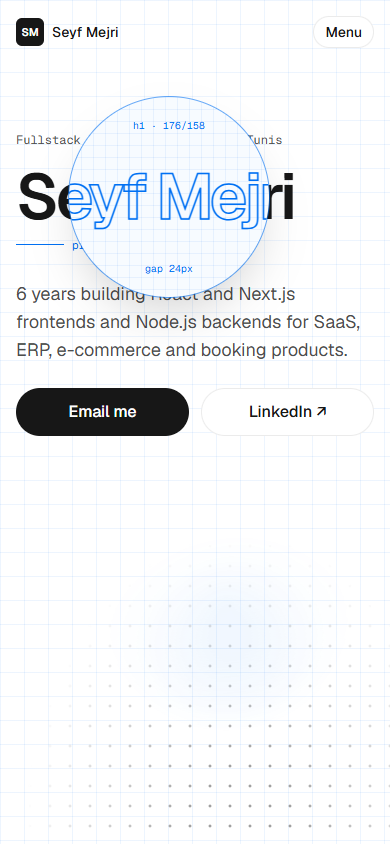 SM Seyf Mejri Menu
Fullstack
h1 · 176/158
Tunis
Seyf Mejri
gap 24px
6 years building React and Next.js
frontends and Node.js backends for SaaS,
ERP, e-commerce and booking products.
Email me LinkedIn ↗